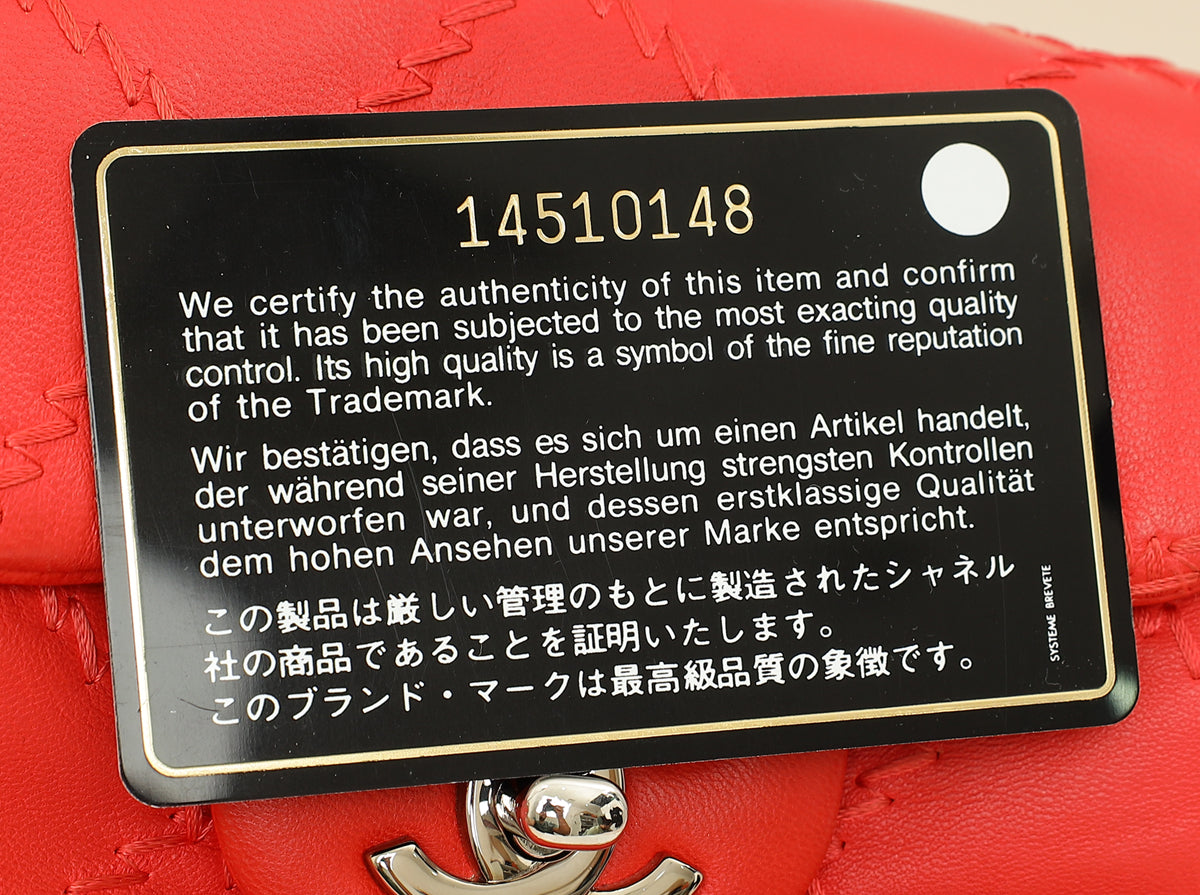 14510148
We certify the authenticity of this item and confirm
that it has been subjected to the most exacting quality
control. Its high quality is a symbol of the fine reputation
of the Trademark.
Wir bestätigen, dass es sich um einen Artikel handelt,
der während seiner Herstellung strengsten Kontrollen
unterworfen war, und dessen erstklassige Qualität
dem hohen Ansehen unserer Marke entspricht.
この製品は厳しい管理のもとに製造されたシャネル
社の商品であることを証明いたします。
このブランド・マークは最高級品質の象徴です。
SYSTEME BREVETE